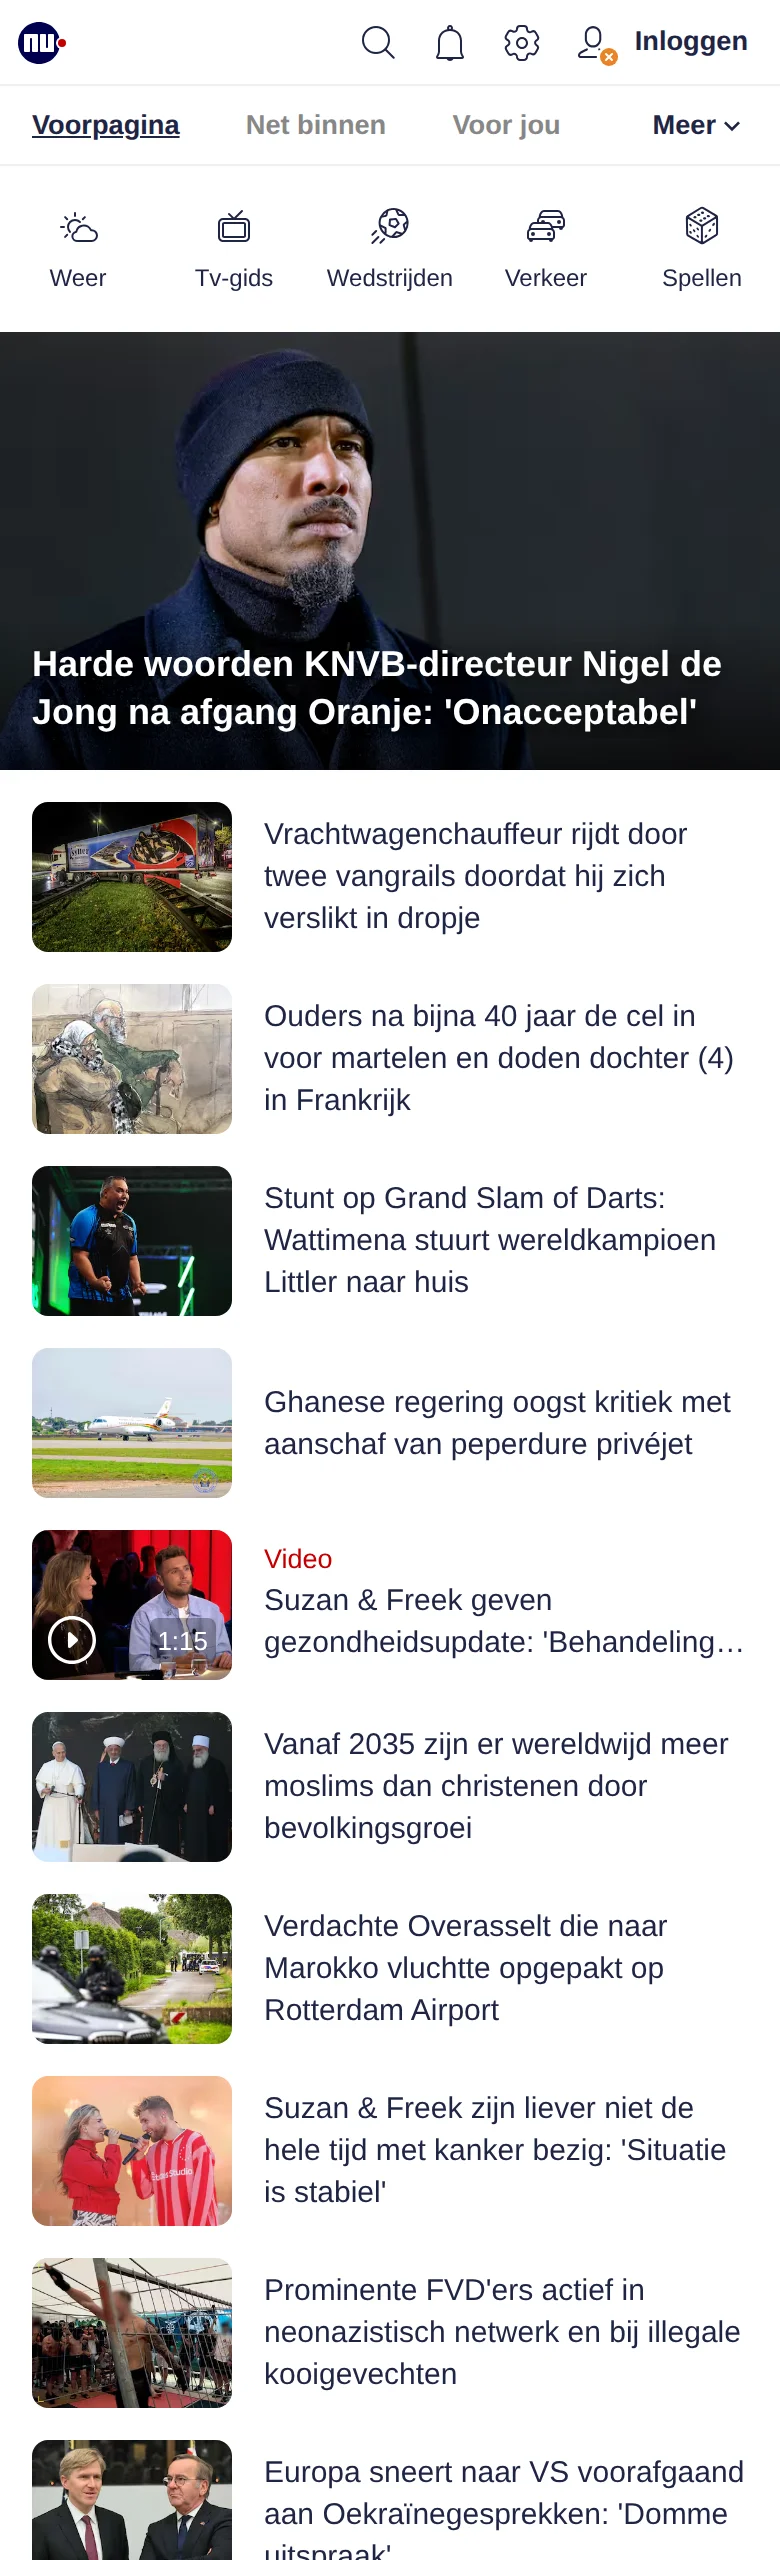 nu
Inloggen
Voorpagina
Net binnen
Voor jou
Meer
Weer
Tv-gids
Wedstrijden
Verkeer
Spellen
Harde woorden KNVB-directeur Nigel de
Jong na afgang Oranje: 'Onacceptabel'
Vrachtwagenchauffeur rijdt door
twee vangrails doordat hij zich
verslikt in dropje
Ouders na bijna 40 jaar de cel in
voor martelen en doden dochter (4)
in Frankrijk
Stunt op Grand Slam of Darts:
Wattimena stuurt wereldkampioen
Littler naar huis
Ghanese regering oogst kritiek met
aanschaf van peperdure privéjet
1:15
Video
Suzan & Freek geven
gezondheidsupdate: 'Behandeling…
Vanaf 2035 zijn er wereldwijd meer
moslims dan christenen door
bevolkingsgroei
Verdachte Overasselt die naar
Marokko vluchtte opgepakt op
Rotterdam Airport
Suzan & Freek zijn liever niet de
hele tijd met kanker bezig: 'Situatie
is stabiel'
Prominente FVD'ers actief in
neonazistisch netwerk en bij illegale
kooigevechten
Europa sneert naar VS voorafgaand
aan Oekraïnegesprekken: 'Domme
uitspraak'